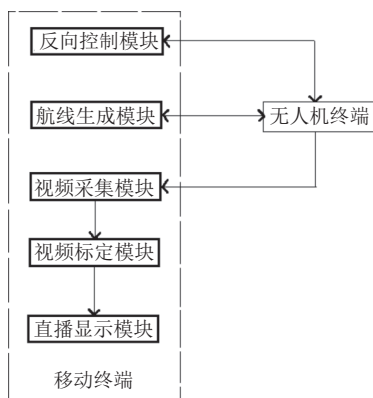 反向控制模块
航线生成模块
无人机终端
视频采集模块
视频标定模块
直播显示模块
移动终端